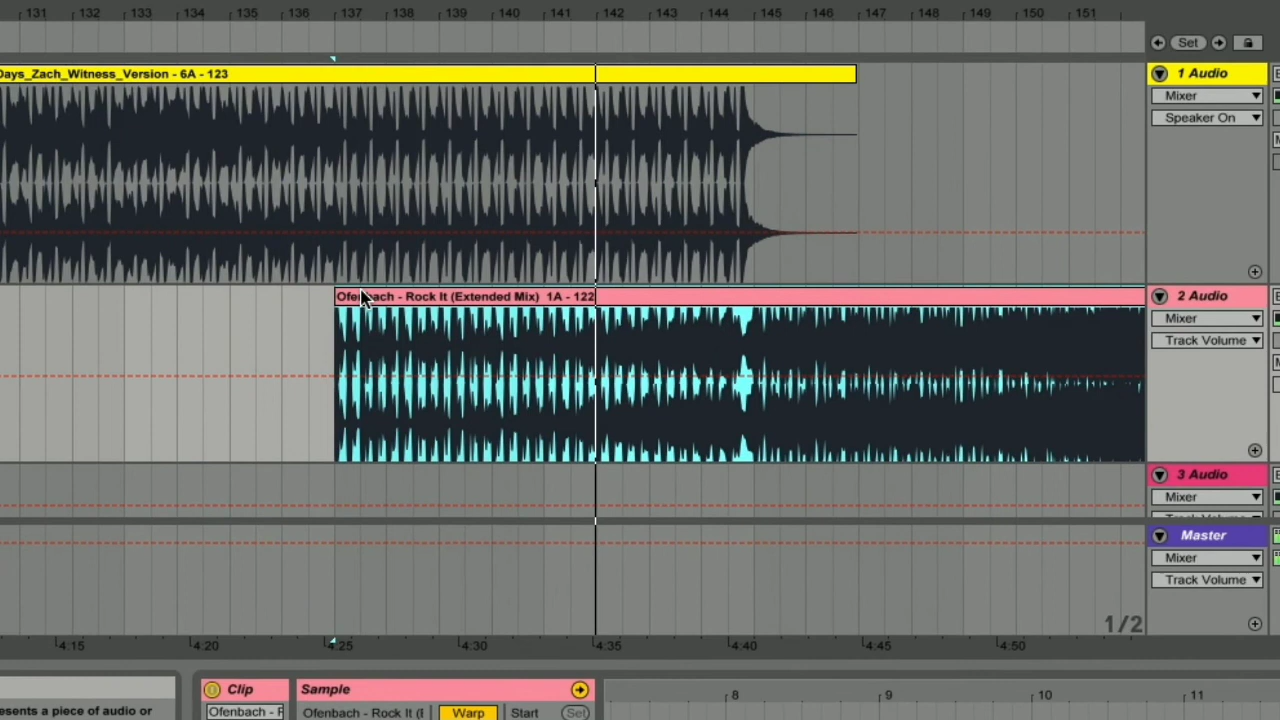 131 132 133 134 135 136 137 138 139 140 141 142 143 144 145 146 147 148 149 150 151
Set
Days_Zach_Witness_Version - 6A - 123
1 Audio
Mixer
Speaker On
Ofenbach - Rock It (Extended Mix) 1A - 122
2 Audio
Mixer
Track Volume
3 Audio
Mixer
Master
Mixer
Track Volume
1/2
4:15 4:20 4:25 4:30 4:35 4:40 4:45 4:50
Clip
Sample
8 9 10 11
esents a piece of audio or
Ofenbach - F
Ofenbach - Rock It (I
Warp
Start
Set